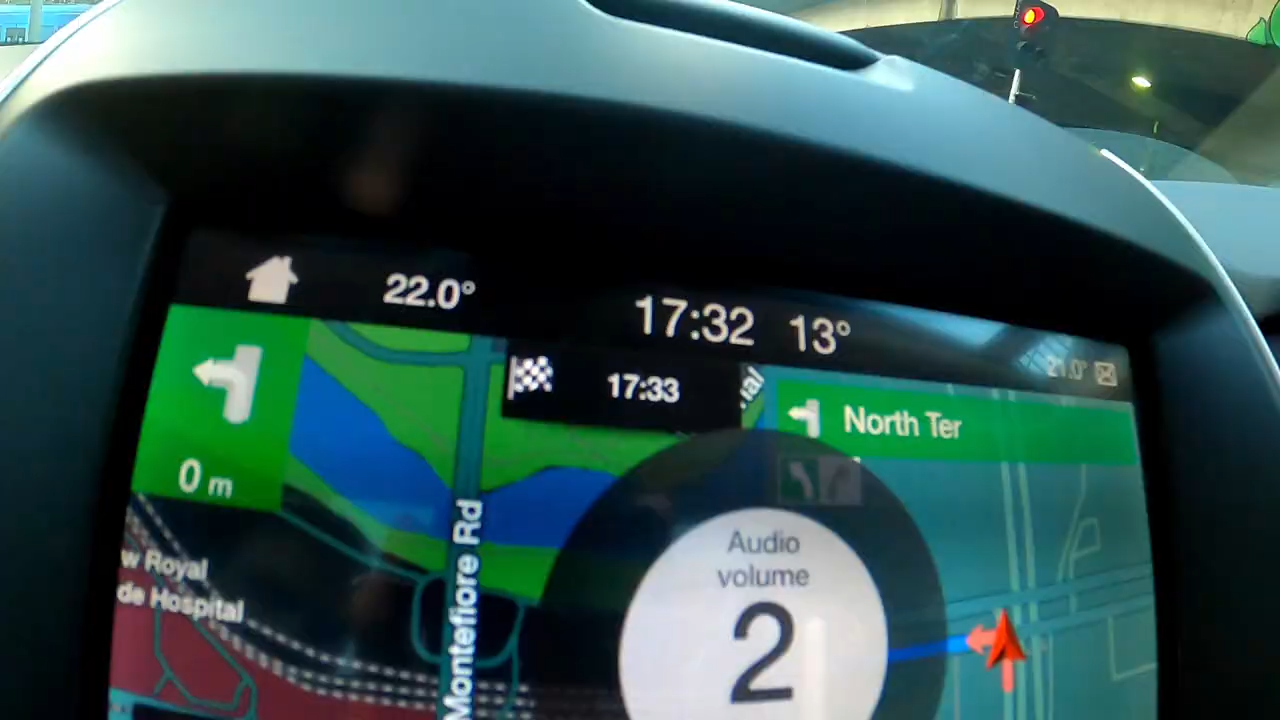 22.0°
17:32 13°
21.0°
17:33
North Ter
0 m
Montefiore Rd
w Royal
de Hospital
Audio
volume
2